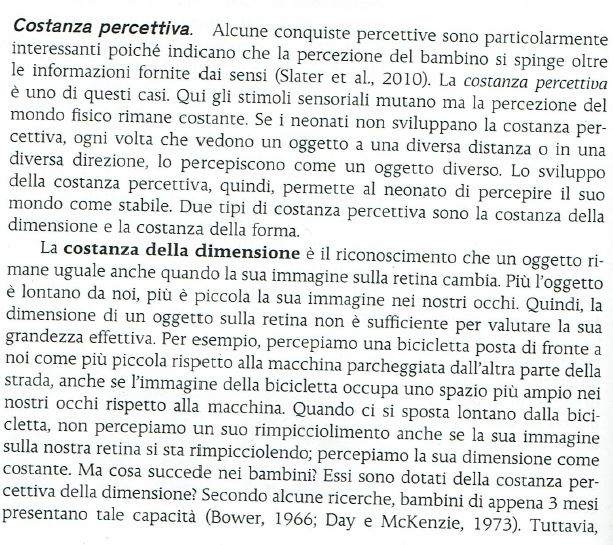 Costanza percettiva. Alcune conquiste percettive sono particolarmente
interessanti poiché indicano che la percezione del bambino si spinge oltre
le informazioni fornite dai sensi (Slater et al., 2010). La costanza percettiva
è uno di questi casi. Qui gli stimoli sensoriali mutano ma la percezione del
mondo fisico rimane costante. Se i neonati non sviluppano la costanza per-
cettiva, ogni volta che vedono un oggetto a una diversa distanza o in una
diversa direzione, lo percepiscono come un oggetto diverso. Lo sviluppo
della costanza percettiva, quindi, permette al neonato di percepire il suo
mondo come stabile. Due tipi di costanza percettiva sono la costanza della
dimensione e la costanza della forma.
La costanza della dimensione è il riconoscimento che un oggetto ri-
mane uguale anche quando la sua immagine sulla retina cambia. Più l'oggetto
è lontano da noi, più è piccola la sua immagine nei nostri occhi. Quindi, la
dimensione di un oggetto sulla retina non è sufficiente per valutare la sua
grandezza effettiva. Per esempio, percepiamo una bicicletta posta di fronte a
noi come più piccola rispetto alla macchina parcheggiata dall'altra parte della
strada, anche se l'immagine della bicicletta occupa uno spazio più ampio nei
nostri occhi rispetto alla macchina. Quando ci si sposta lontano dalla bici-
cletta, non percepiamo un suo rimpicciolimento anche se la sua immagine
sulla nostra retina si sta rimpicciolendo; percepiamo la sua dimensione come
costante. Ma cosa succede nei bambini? Essi sono dotati della costanza per-
cettiva della dimensione? Secondo alcune ricerche, bambini di appena 3 mesi
presentano tale capacità (Bower, 1966; Day e McKenzie, 1973). Tuttavia,